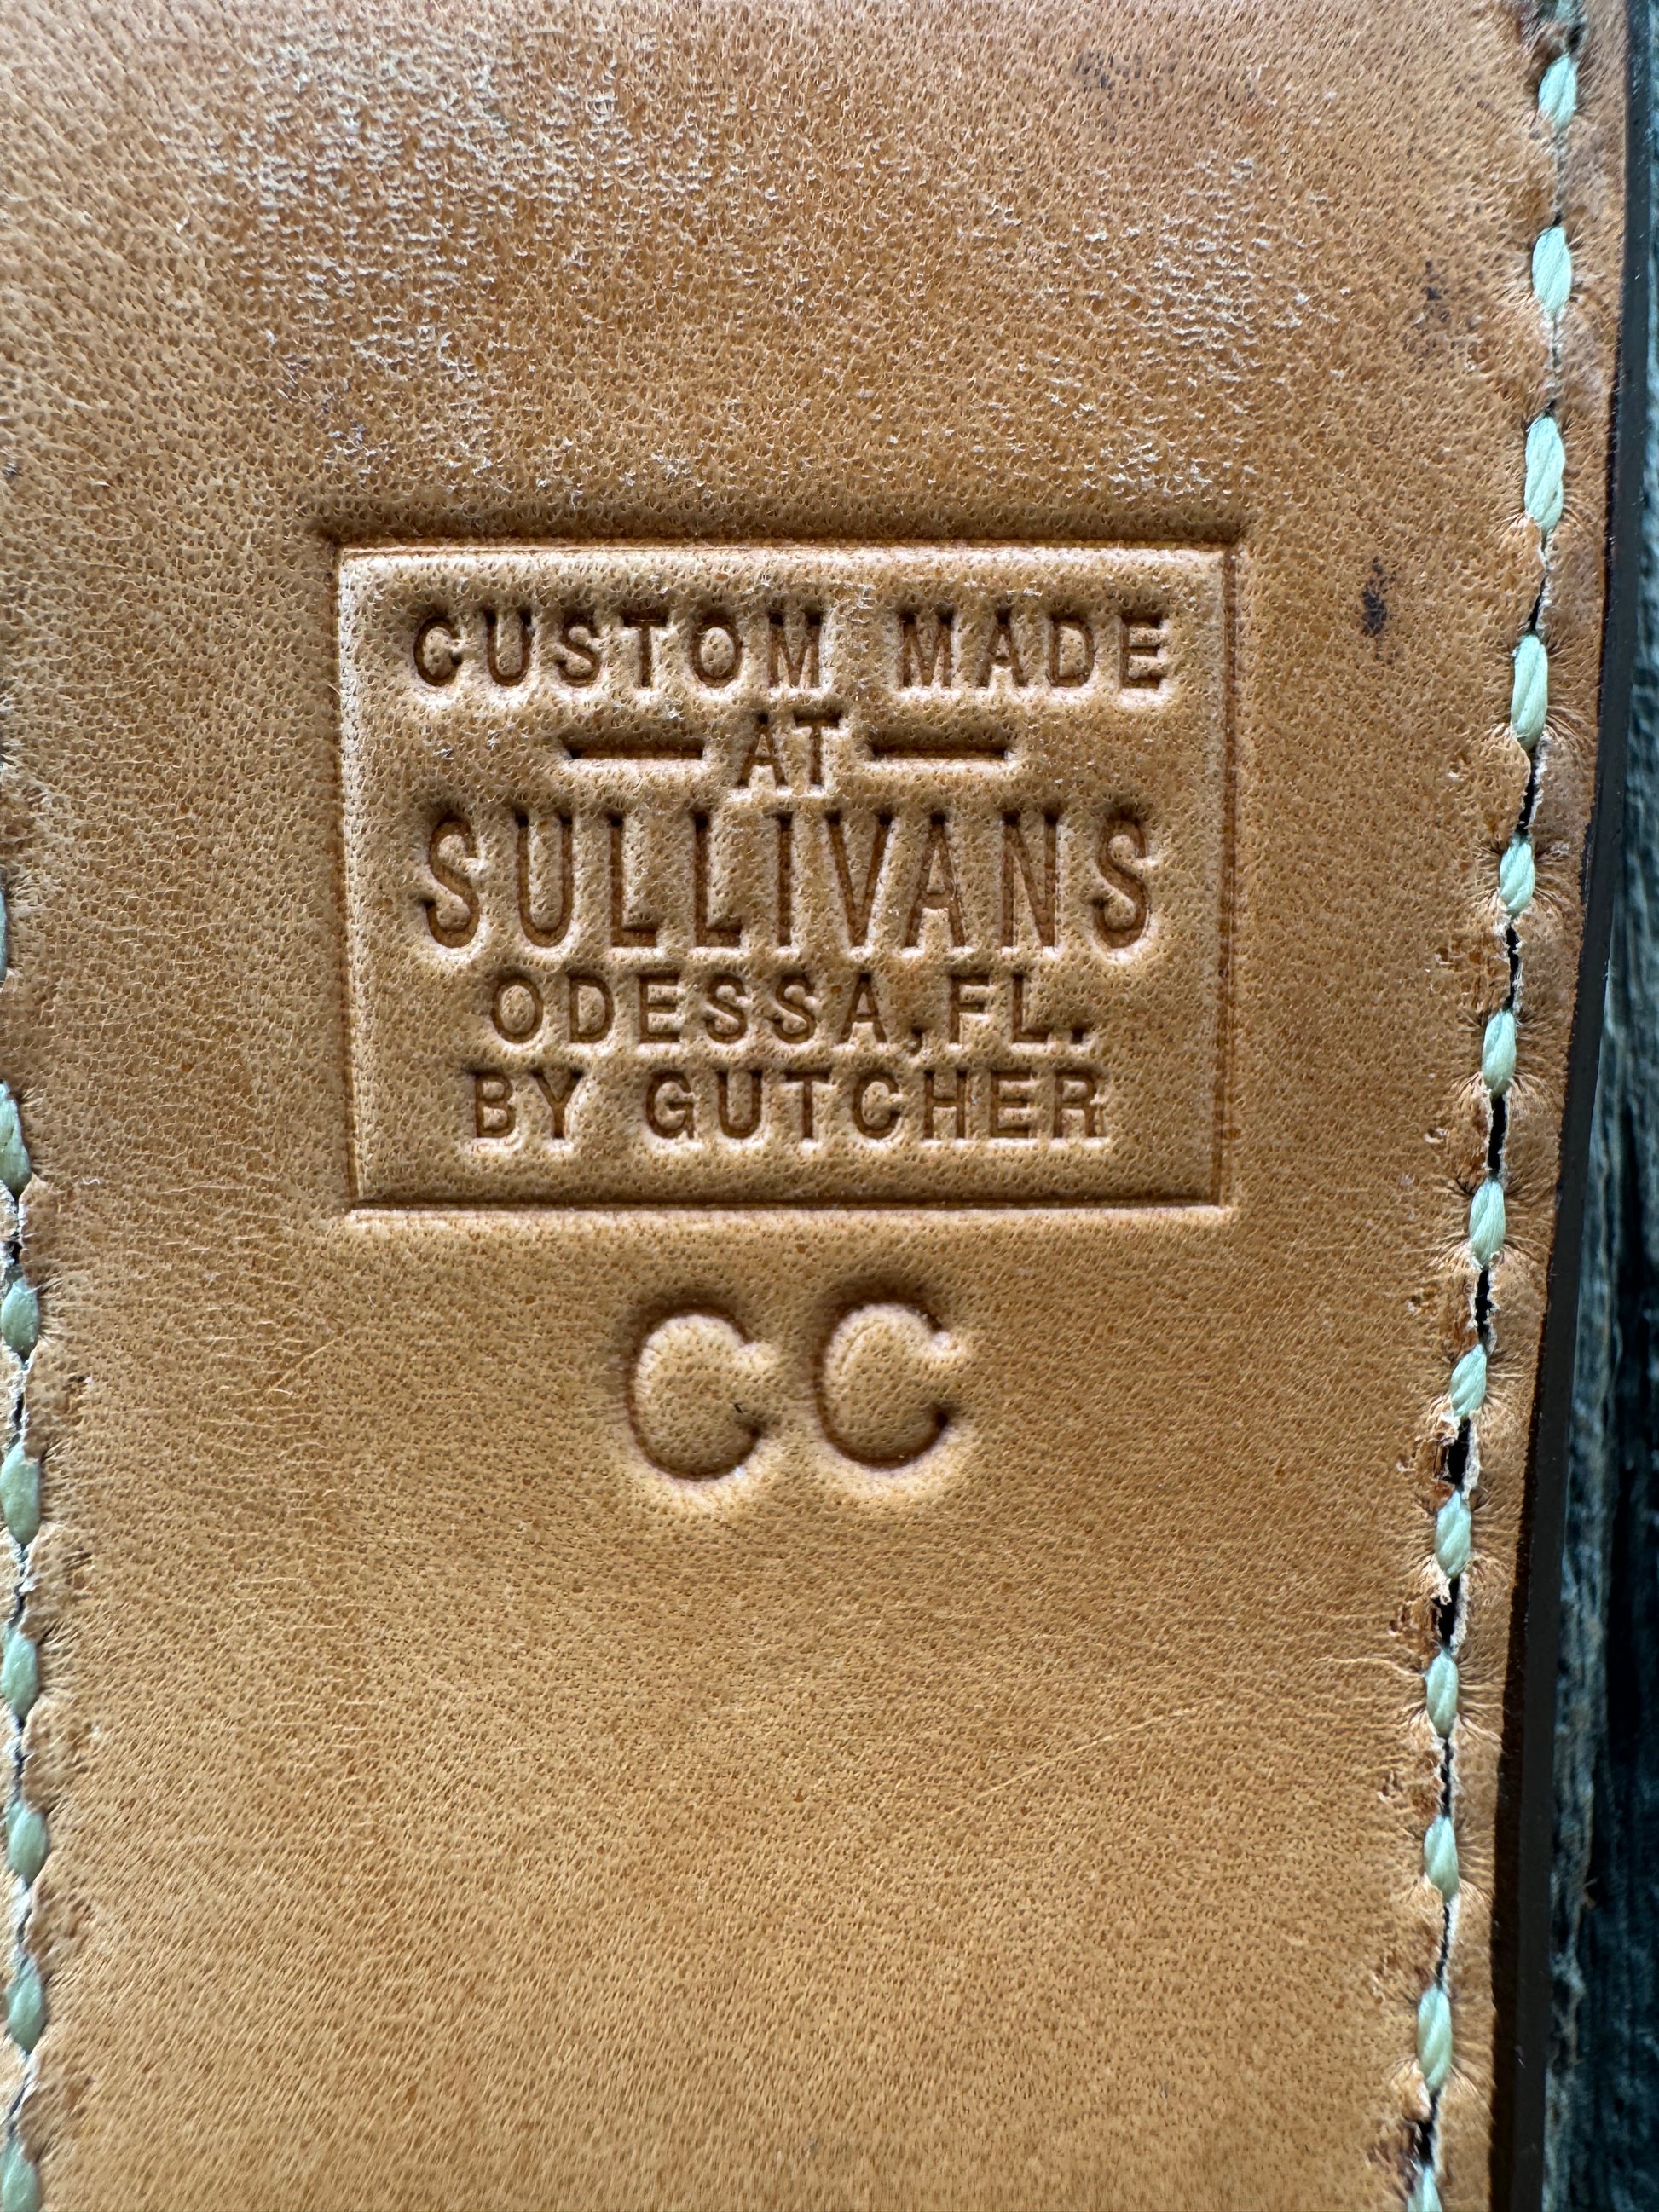 CUSTOM MADE
— AT —
SULLIVANS
ODESSA, FL.
BY GUTCHER
CC